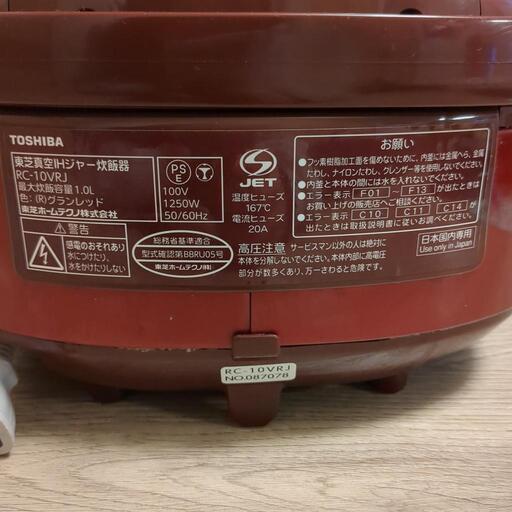 TOSHIBA
東芝真空IHジャー炊飯器
RC-10VRJ
最大炊飯容量1.0L
色:(R)グランレッド
東芝ホームテクノ株式会社
⚠警告
感電のおそれあり
水につけたり、
水をかけたりしない
PS
E
100V
1250W
50/60Hz
総務省基準適合
型式確認第BBRU05号
東芝ホームテクノ(株)
S
JET
温度ヒューズ
167℃
電流ヒューズ
20A
高圧注意 サービスマン以外の人は絶対に
本体を分解しないでください。本体内部に高電圧
部分が数多くあり、万一さわると危険です。
お願い
●フッ素樹脂加工面を傷めないために、内釜には金属へら、金属
たわし、ナイロンたわし、クレンザー等を使用しないでください。
●内釜と本体の間には水を入れないでください。
●エラー表示 F01 ~ F13 が出たときは
お買い上げの販売店へご相談ください。
●エラー表示 C10 C11 C14 が
出たときは取扱説明書に従いお調べください。
日本国内専用
Use only in Japan
RC-10VRJ
NO.087078